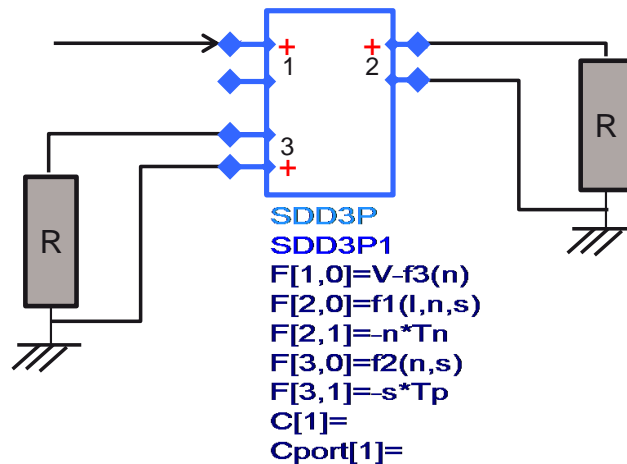 + 1
+ 2
3 +
R
R
SDD3P
SDD3P1
F[1,0]=V-f3(n)
F[2,0]=f1(I,n,s)
F[2,1]=-n*Tn
F[3,0]=f2(n,s)
F[3,1]=-s*Tp
C[1]=
Cport[1]=